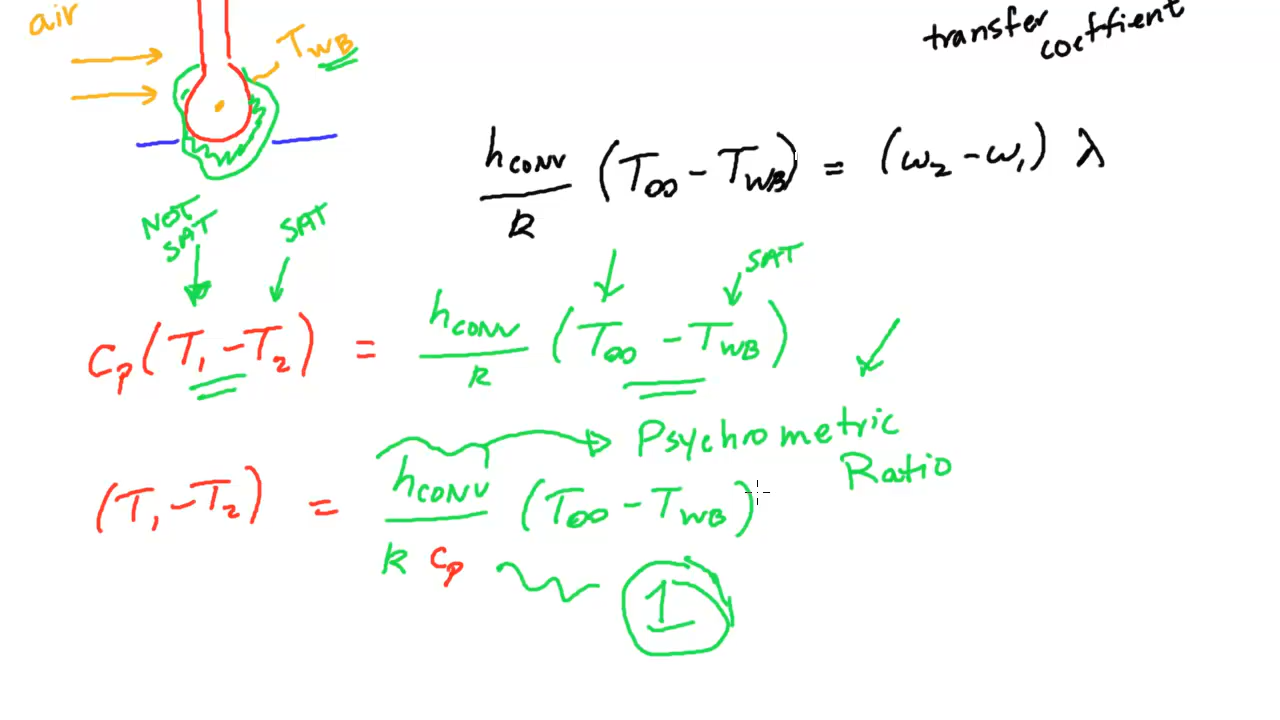 air
T_WB
transfer
coefficient
h_CONV / k (T_∞ - T_WB) = (ω_2 - ω_1) λ
NOT
SAT
SAT
SAT
C_p (T_1 - T_2) = h_CONV / k (T_∞ - T_WB)
Psychrometric
Ratio
(T_1 - T_2) = h_CONV / k C_p (T_∞ - T_WB)
1